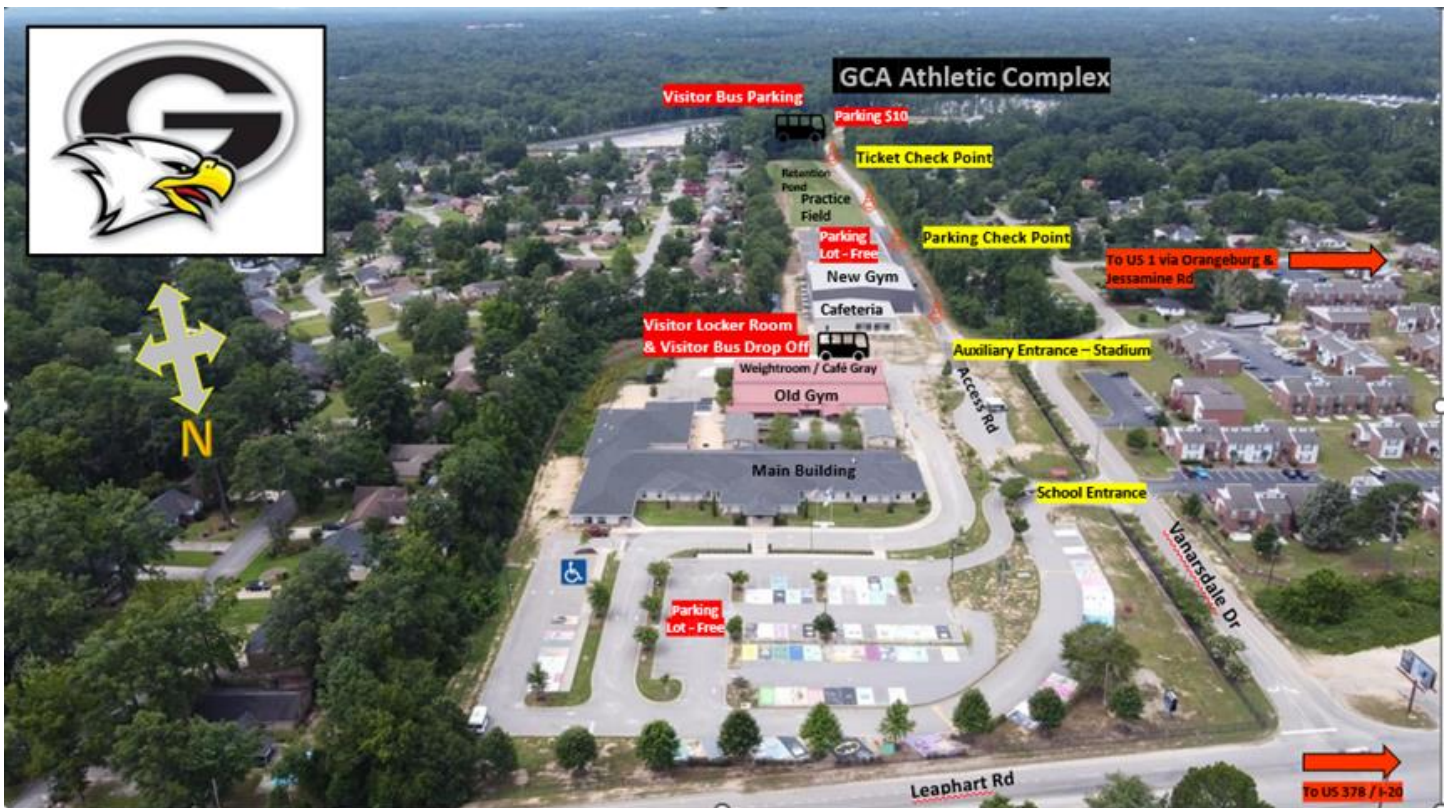 G
GCA Athletic Complex
Visitor Bus Parking
Parking $10
Ticket Check Point
Retention
Pond
Practice
Field
Parking
Lot - Free
Parking Check Point
To US 1 via Orangeburg &
Jessamine Rd
New Gym
Cafeteria
Visitor Locker Room
& Visitor Bus Drop Off
Auxiliary Entrance – Stadium
Weightroom / Café Gray
Old Gym
Access Rd
N
Main Building
School Entrance
Vanarsdale Dr
Parking
Lot - Free
Leaphart Rd
To US 378 / I-20